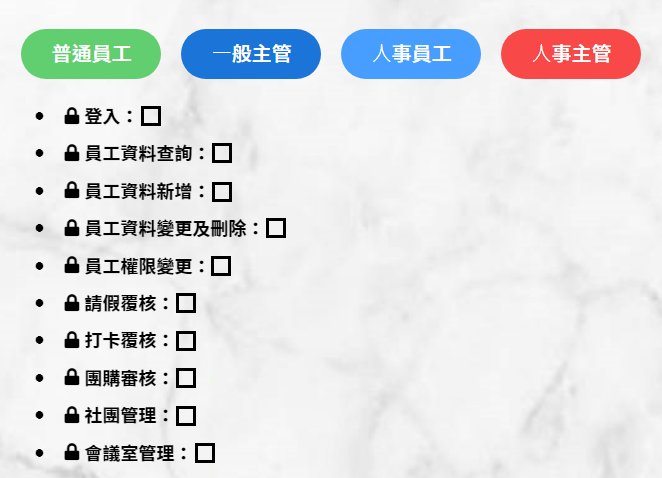 普通員工 一般主管 人事員工 人事主管
登入：
員工資料查詢：
員工資料新增：
員工資料變更及刪除：
員工權限變更：
請假覆核：
打卡覆核：
團購審核：
社團管理：
會議室管理：